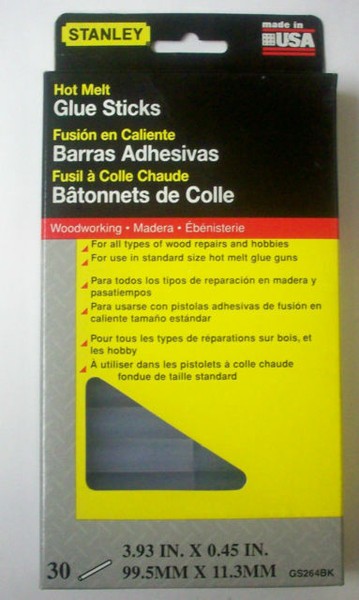 STANLEY
made in
USA
Hot Melt
Glue Sticks
Fusión en Caliente
Barras Adhesivas
Fusil à Colle Chaude
Bâtonnets de Colle
Woodworking • Madera • Ébénisterie
For all types of wood repairs and hobbies
For use in standard size hot melt glue guns
Para todos los tipos de reparación en madera y
pasatiempos
Para usarse con pistolas adhesivas de fusión en
caliente tamaño estándar
Pour tous les types de réparations sur bois, et
les hobby
À utiliser dans les pistolets à colle chaude
fondue de taille standard
30
3.93 IN. X 0.45 IN.
99.5MM X 11.3MM
GS264BK